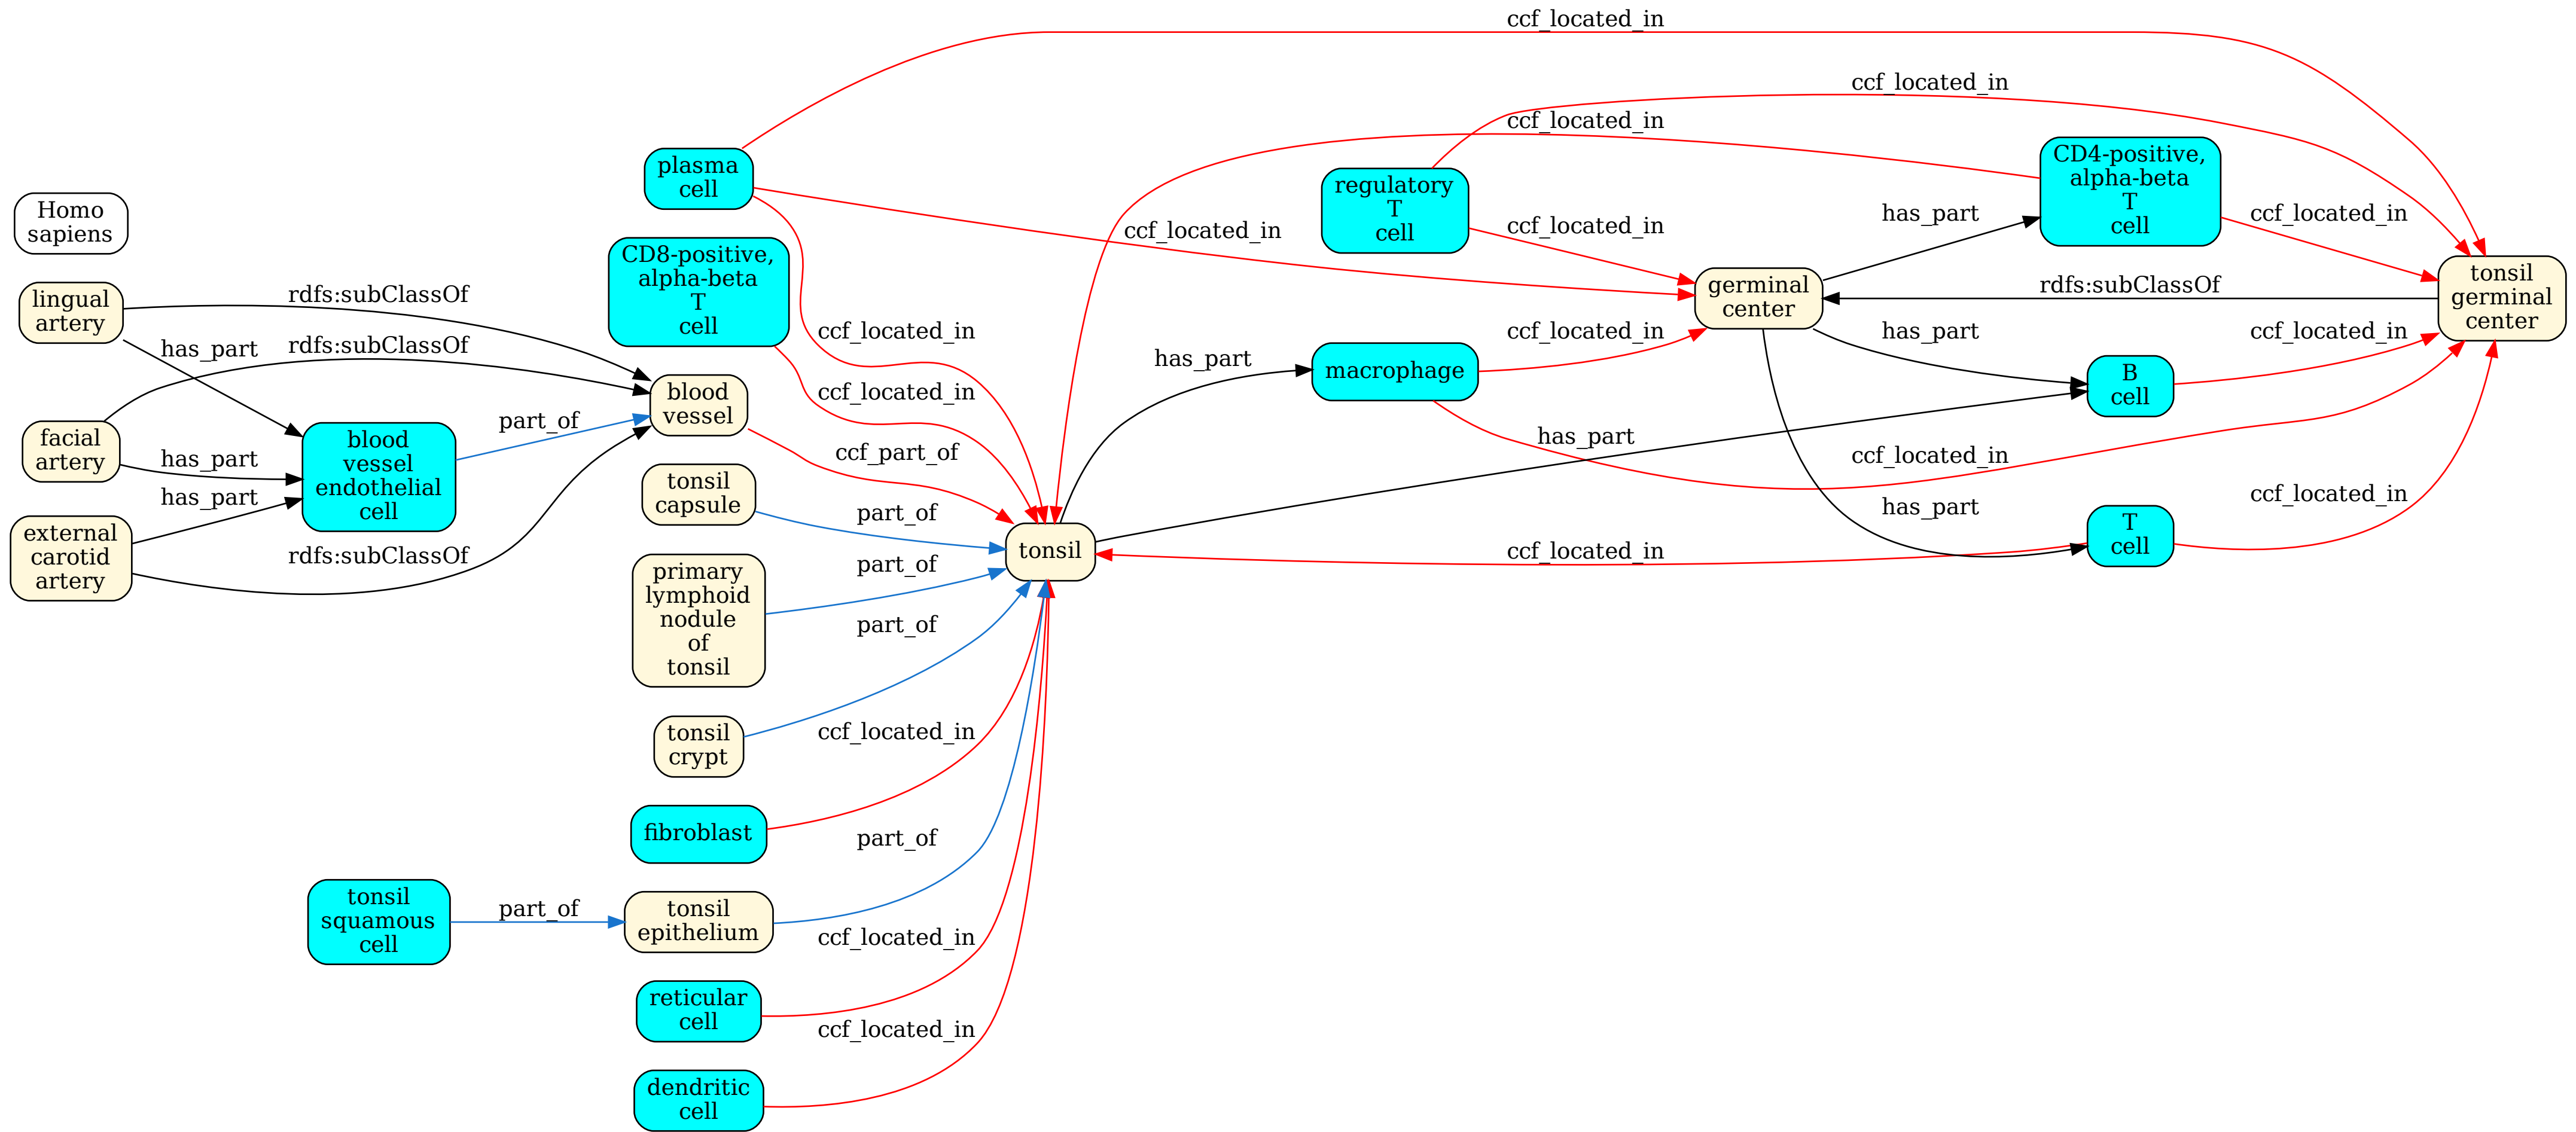 ccf_located_in
ccf_located_in
ccf_located_in
plasma
cell
regulatory
T
cell
CD4-positive,
alpha-beta
T
cell
Homo
sapiens
ccf_located_in
ccf_located_in
has_part
ccf_located_in
CD8-positive,
alpha-beta
T
cell
lingual
artery
rdfs:subClassOf
germinal
center
rdfs:subClassOf
tonsil
germinal
center
has_part
rdfs:subClassOf
ccf_located_in
ccf_located_in
has_part
ccf_located_in
has_part
macrophage
B
cell
blood
vessel
ccf_located_in
part_of
facial
artery
has_part
has_part
blood
vessel
endothelial
cell
ccf_part_of
has_part
ccf_located_in
tonsil
capsule
part_of
ccf_located_in
has_part
external
carotid
artery
rdfs:subClassOf
tonsil
ccf_located_in
T
cell
primary
lymphoid
nodule
of
tonsil
part_of
part_of
tonsil
crypt
ccf_located_in
fibroblast
part_of
tonsil
squamous
cell
part_of
tonsil
epithelium
ccf_located_in
reticular
cell
ccf_located_in
dendritic
cell